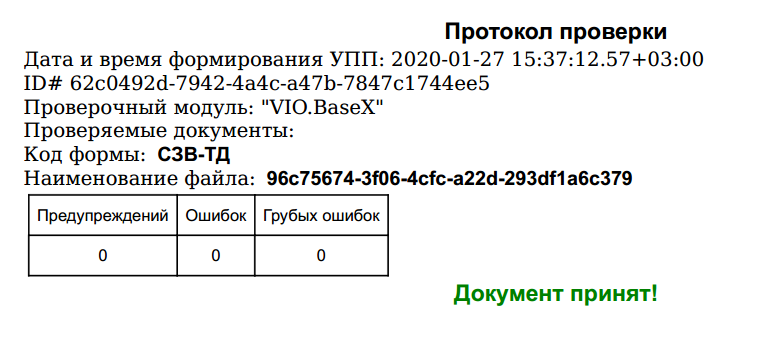 Протокол проверки
Дата и время формирования УПП: 2020-01-27 15:37:12.57+03:00
ID# 62c0492d-7942-4a4c-a47b-7847c1744ee5
Проверочный модуль: "VIO.BaseX"
Проверяемые документы:
Код формы: СЗВ-ТД
Наименование файла: 96c75674-3f06-4cfc-a22d-293df1a6c379
Предупреждений Ошибок Грубых ошибок
0 0 0
Документ принят!